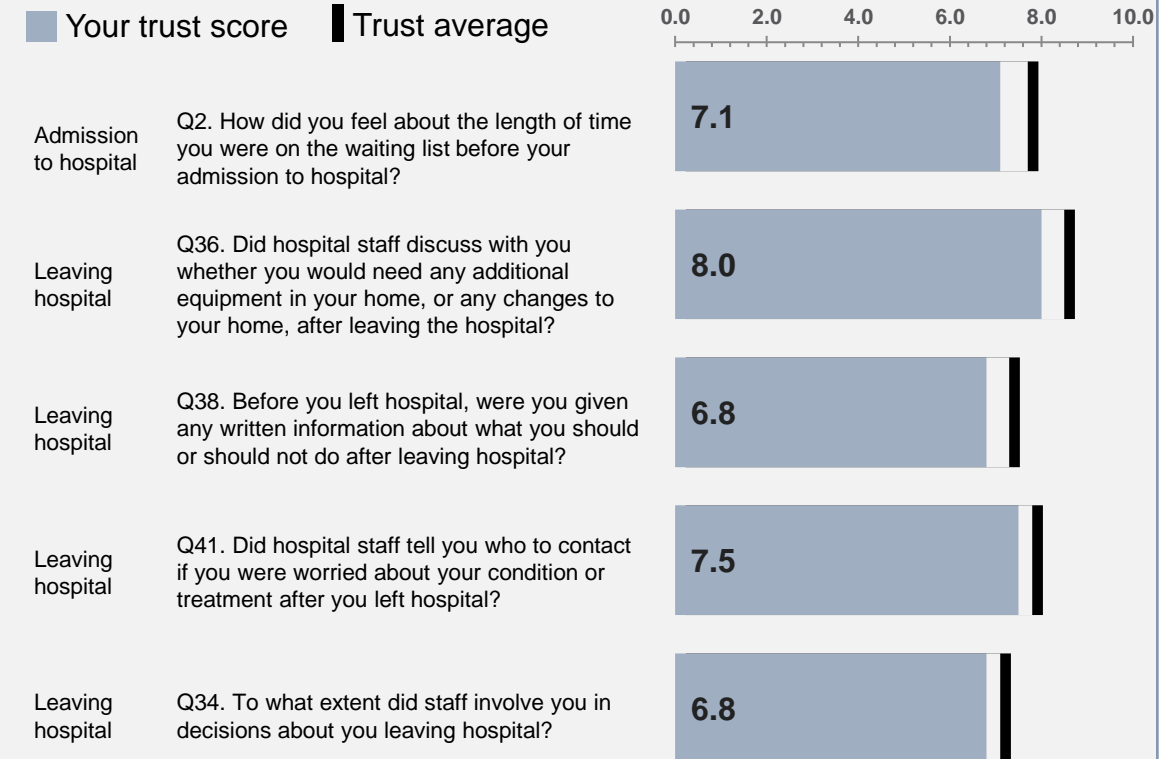 Your trust score
Trust average
0.0 2.0 4.0 6.0 8.0 10.0
Admission
to hospital
Q2. How did you feel about the length of time
you were on the waiting list before your
admission to hospital?
7.1
Leaving
hospital
Q36. Did hospital staff discuss with you
whether you would need any additional
equipment in your home, or any changes to
your home, after leaving the hospital?
8.0
Leaving
hospital
Q38. Before you left hospital, were you given
any written information about what you should
or should not do after leaving hospital?
6.8
Leaving
hospital
Q41. Did hospital staff tell you who to contact
if you were worried about your condition or
treatment after you left hospital?
7.5
Leaving
hospital
Q34. To what extent did staff involve you in
decisions about you leaving hospital?
6.8